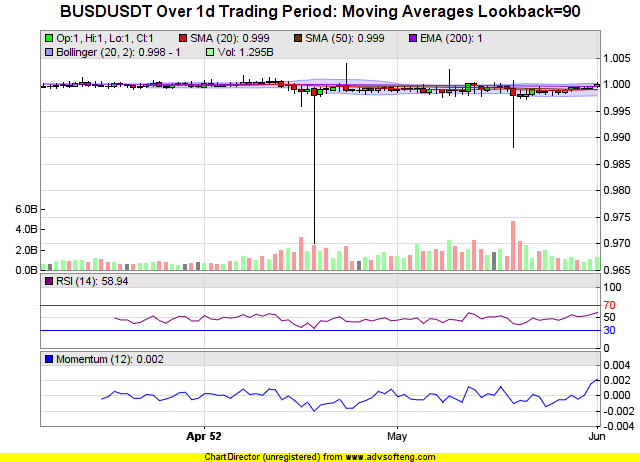 BUSDUSDT Over 1d Trading Period: Moving Averages Lookback=90
Op:1, Hi:1, Lo:1, Cl:1 SMA (20): 0.999 SMA (50): 0.999 EMA (200): 1
Bollinger (20, 2): 0.998 - 1 Vol: 1.295B
1.005
1.000
0.995
0.990
0.985
0.980
6.0B 0.975
4.0B
2.0B 0.970
0.0B 0.965
RSI (14): 58.94 100
70
50
30
0
Momentum (12): 0.002 0.004
0.002
0.000
-0.002
-0.004
Apr 52 May Jun
ChartDirector (unregistered) from www.advsofteng.com